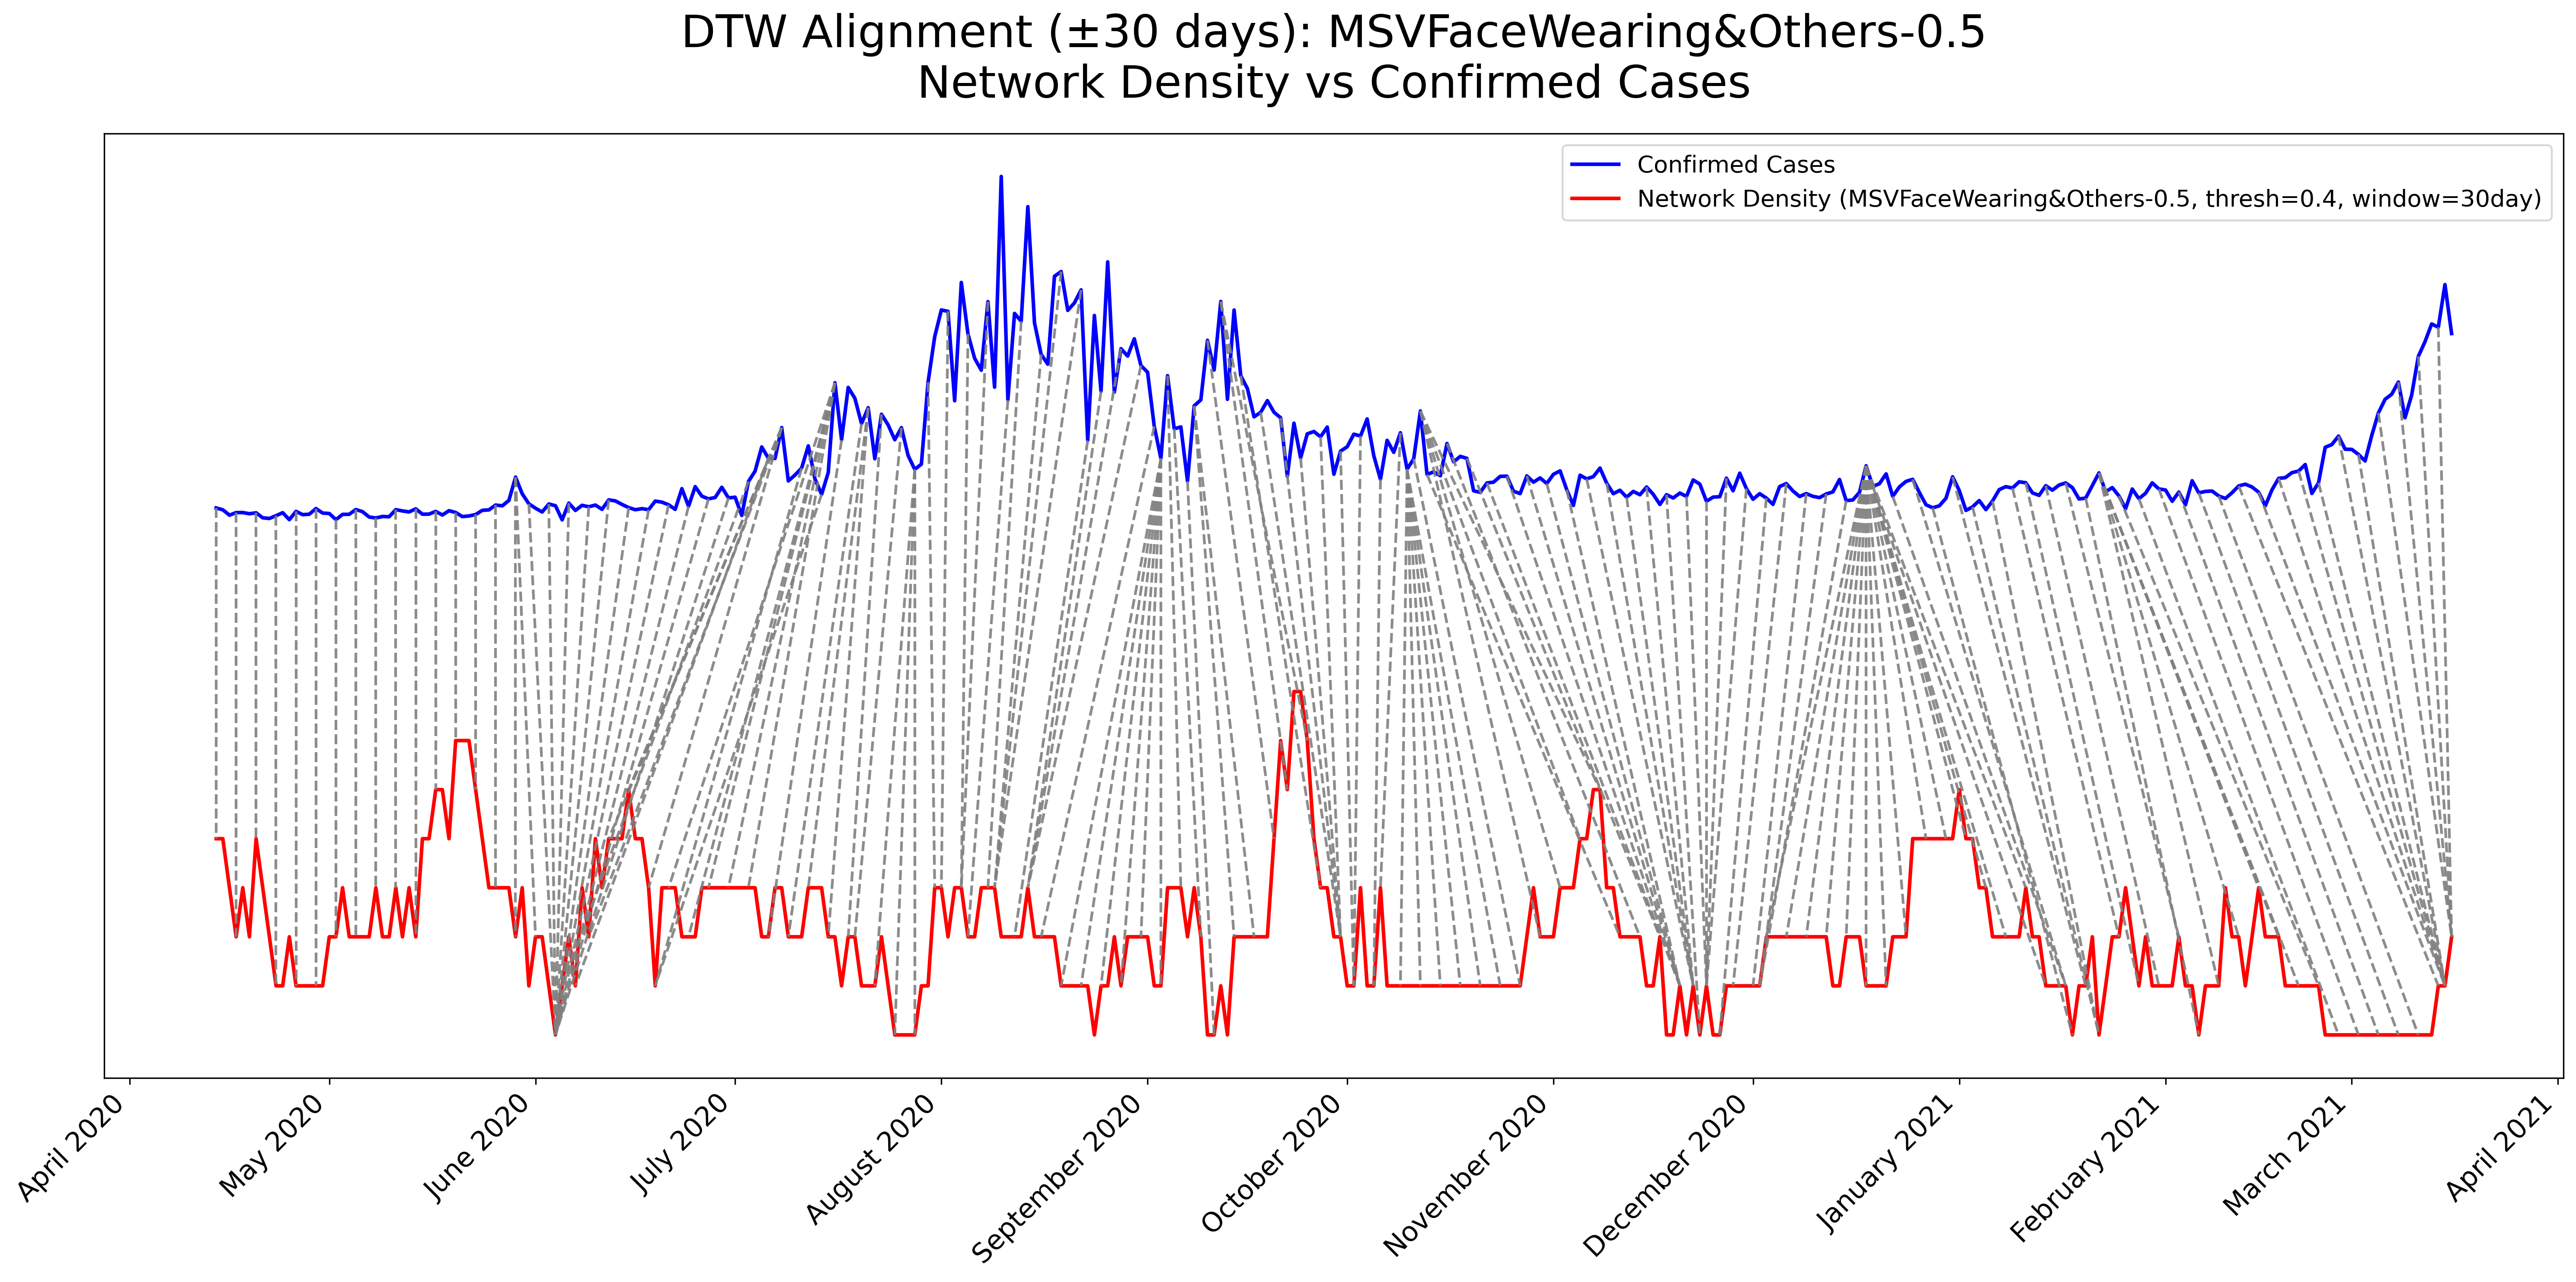 DTW Alignment (±30 days): MSVFaceWearing&Others-0.5
Network Density vs Confirmed Cases
Confirmed Cases
Network Density (MSVFaceWearing&Others-0.5, thresh=0.4, window=30day)
April 2020
May 2020
June 2020
July 2020
August 2020
September 2020
October 2020
November 2020
December 2020
January 2021
February 2021
March 2021
April 2021